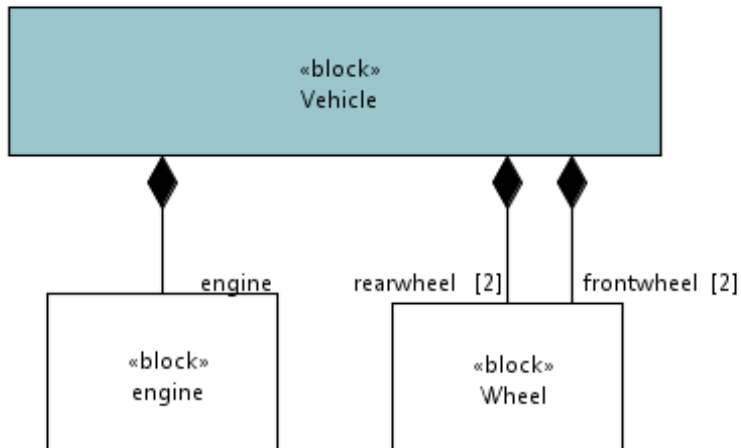 «block»
Vehicle
engine
rearwheel [2]
frontwheel [2]
«block»
engine
«block»
Wheel